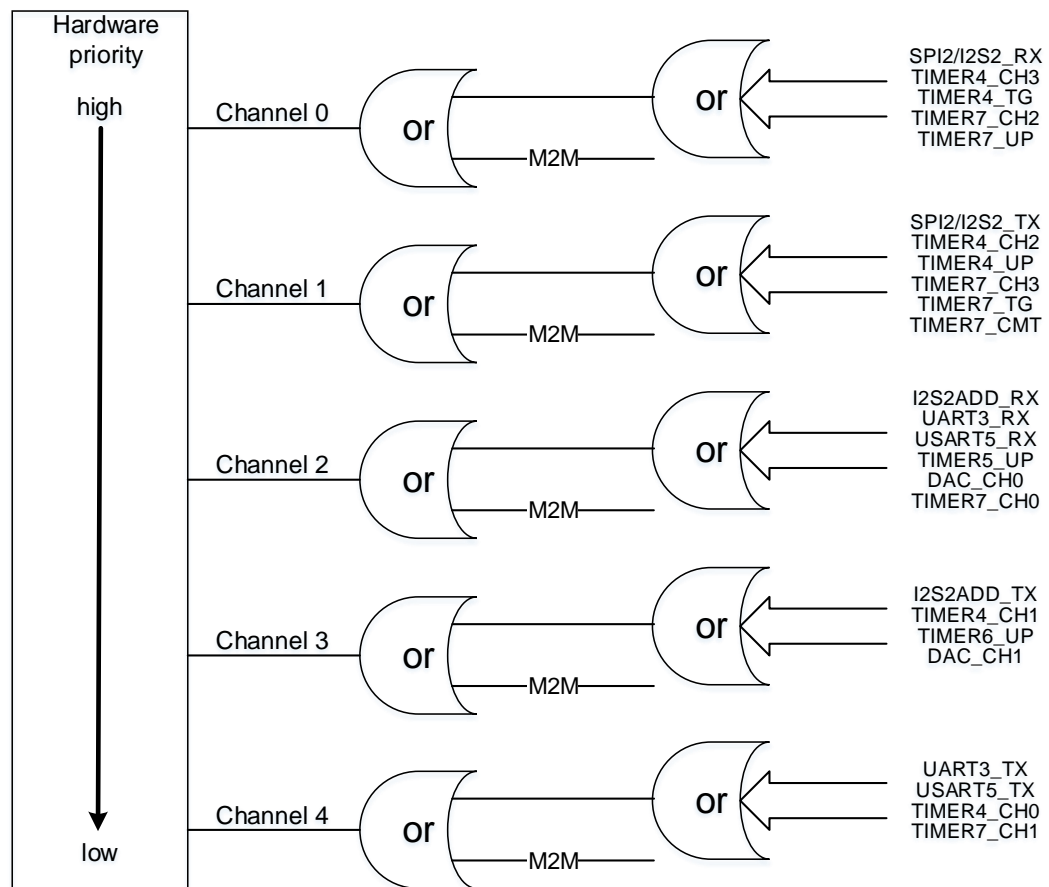 Hardware
priority
high
low
Channel 0
or
M2M
or
SPI2/I2S2_RX
TIMER4_CH3
TIMER4_TG
TIMER7_CH2
TIMER7_UP
Channel 1
or
M2M
or
SPI2/I2S2_TX
TIMER4_CH2
TIMER4_UP
TIMER7_CH3
TIMER7_TG
TIMER7_CMT
Channel 2
or
M2M
or
I2S2ADD_RX
UART3_RX
USART5_RX
TIMER5_UP
DAC_CH0
TIMER7_CH0
Channel 3
or
M2M
or
I2S2ADD_TX
TIMER4_CH1
TIMER6_UP
DAC_CH1
Channel 4
or
M2M
or
UART3_TX
USART5_TX
TIMER4_CH0
TIMER7_CH1